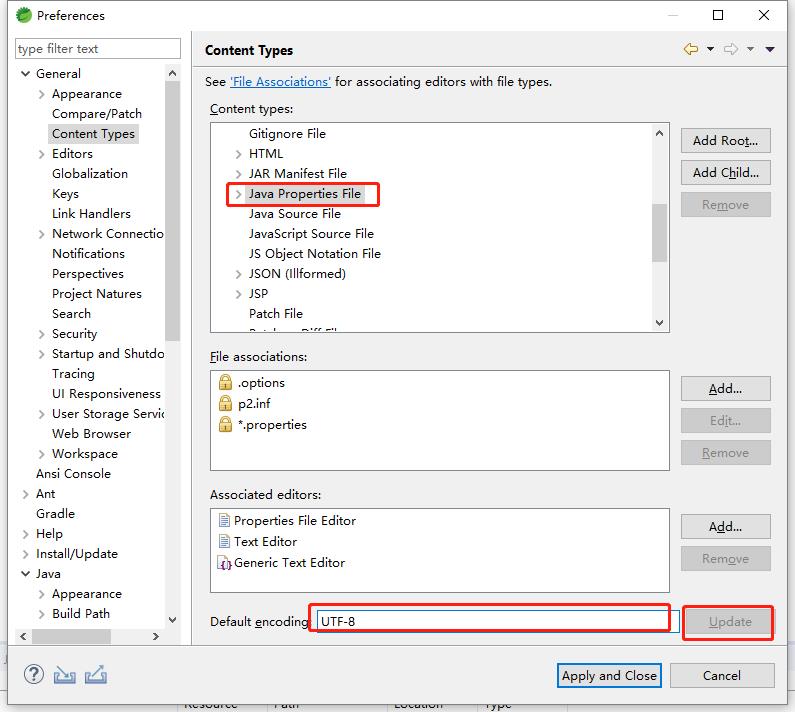 Preferences
type filter text
General
Appearance
Compare/Patch
Content Types
Editors
Globalization
Keys
Link Handlers
Network Connectio
Notifications
Perspectives
Project Natures
Search
Security
Startup and Shutdo
Tracing
UI Responsiveness
User Storage Servic
Web Browser
Workspace
Ansi Console
Ant
Gradle
Help
Install/Update
Java
Appearance
Build Path
Content Types
See 'File Associations' for associating editors with file types.
Content types:
Gitignore File
HTML
JAR Manifest File
Java Properties File
Java Source File
JavaScript Source File
JS Object Notation File
JSON (Illformed)
JSP
Patch File
Add Root...
Add Child...
Remove
File associations:
.options
p2.inf
*.properties
Add...
Edit...
Remove
Associated editors:
Properties File Editor
Text Editor
Generic Text Editor
Add...
Remove
Default encoding:
UTF-8
Update
Apply and Close
Cancel
Resource Path Location Type